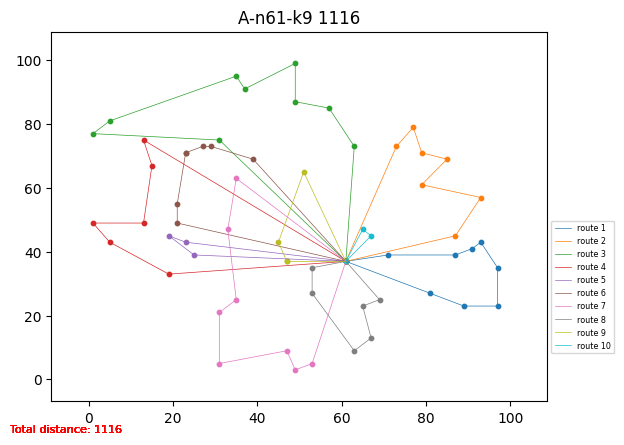 A-n61-k9 1116
100
80
60
40
20
0
0 20 40 60 80 100
route 1
route 2
route 3
route 4
route 5
route 6
route 7
route 8
route 9
route 10
Total distance: 1116